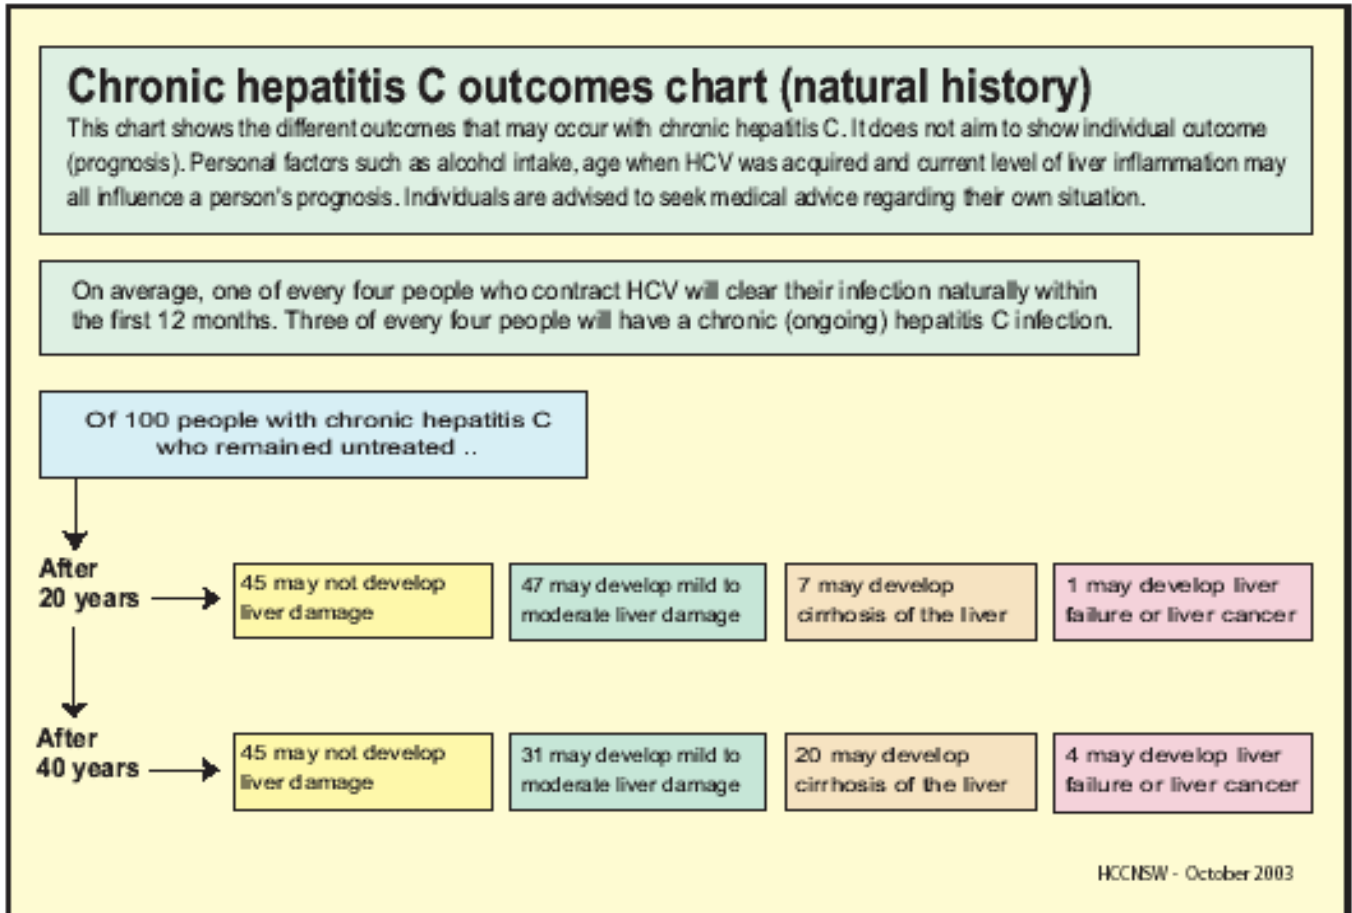 Chronic hepatitis C outcomes chart (natural history)
This chart shows the different outcomes that may occur with chronic hepatitis C. It does not aim to show individual outcome
(prognosis). Personal factors such as alcohol intake, age when HCV was acquired and current level of liver inflammation may
all influence a person's prognosis. Individuals are advised to seek medical advice regarding their own situation.
On average, one of every four people who contract HCV will clear their infection naturally within
the first 12 months. Three of every four people will have a chronic (ongoing) hepatitis C infection.
Of 100 people with chronic hepatitis C
who remained untreated ..
After
20 years
45 may not develop
liver damage
47 may develop mild to
moderate liver damage
7 may develop
cirrhosis of the liver
1 may develop liver
failure or liver cancer
After
40 years
45 may not develop
liver damage
31 may develop mild to
moderate liver damage
20 may develop
cirrhosis of the liver
4 may develop liver
failure or liver cancer
HCCNSW - October 2003